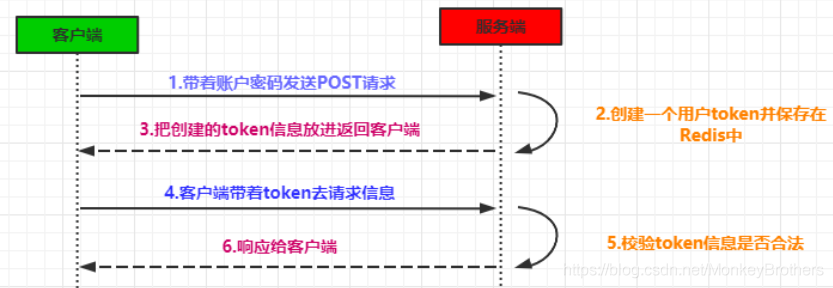 客户端
服务端
1.带着账户密码发送POST请求
2.创建一个用户token并保存在
Redis中
3.把创建的token信息放进返回客户端
4.客户端带着token去请求信息
5.校验token信息是否合法
6.响应给客户端
https://blog.csdn.net/MonkeyBrothers